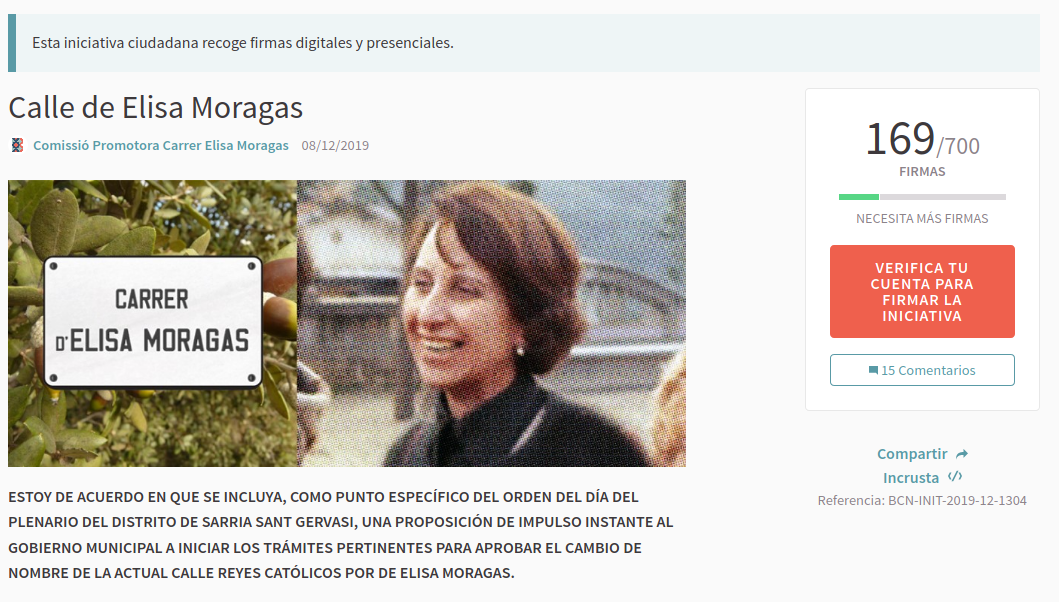 Esta iniciativa ciudadana recoge firmas digitales y presenciales.
Calle de Elisa Moragas
Comissió Promotora Carrer Elisa Moragas 08/12/2019
CARRER
D'ELISA MORAGAS
ESTOY DE ACUERDO EN QUE SE INCLUYA, COMO PUNTO ESPECÍFICO DEL ORDEN DEL DÍA DEL
PLENARIO DEL DISTRITO DE SARRIA SANT GERVASI, UNA PROPOSICIÓN DE IMPULSO INSTANTE AL
GOBIERNO MUNICIPAL A INICIAR LOS TRÁMITES PERTINENTES PARA APROBAR EL CAMBIO DE
NOMBRE DE LA ACTUAL CALLE REYES CATÓLICOS POR DE ELISA MORAGAS.
169/700
FIRMAS
NECESITA MÁS FIRMAS
VERIFICA TU
CUENTA PARA
FIRMAR LA
INICIATIVA
15 Comentarios
Compartir
Incrusta
Referencia: BCN-INIT-2019-12-1304